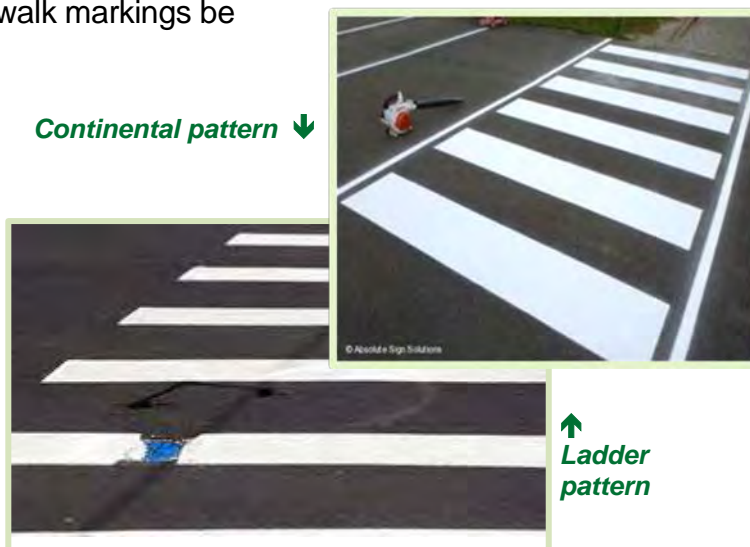 walk markings be
Continental pattern
© Absolute Sign Solutions
Ladder
pattern